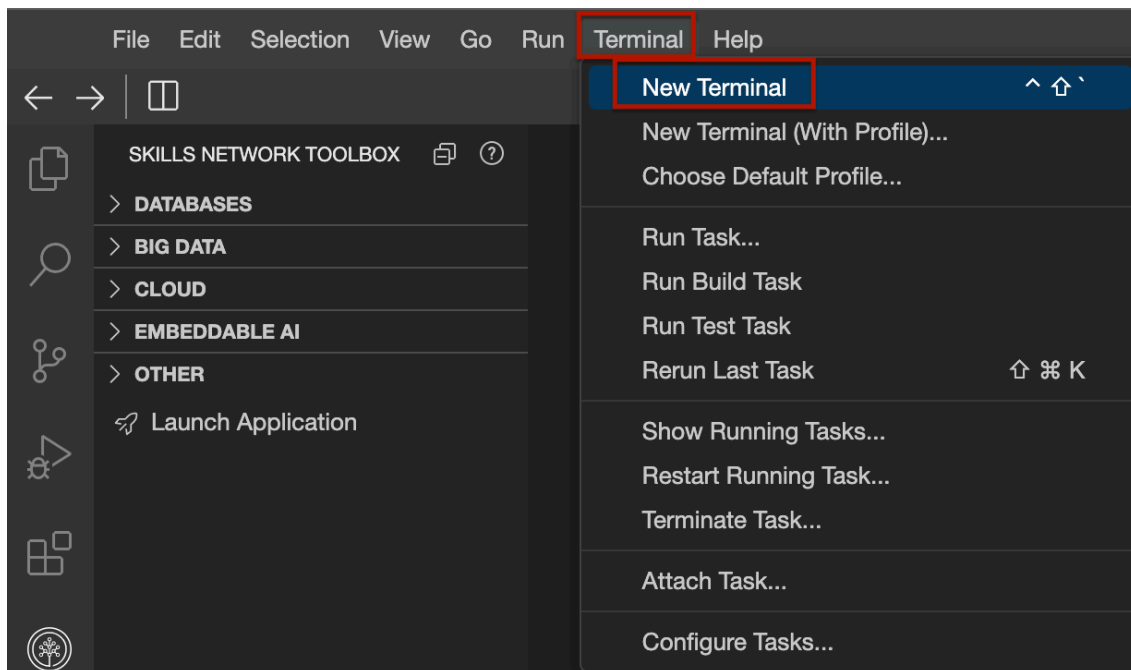 File Edit Selection View Go Run Terminal Help
New Terminal ^ ⇧ `
New Terminal (With Profile)...
SKILLS NETWORK TOOLBOX
Choose Default Profile...
DATABASES
BIG DATA
CLOUD
EMBEDDABLE AI
OTHER
Launch Application
Run Task...
Run Build Task
Run Test Task
Rerun Last Task ⇧ ⌘ K
Show Running Tasks...
Restart Running Task...
Terminate Task...
Attach Task...
Configure Tasks...